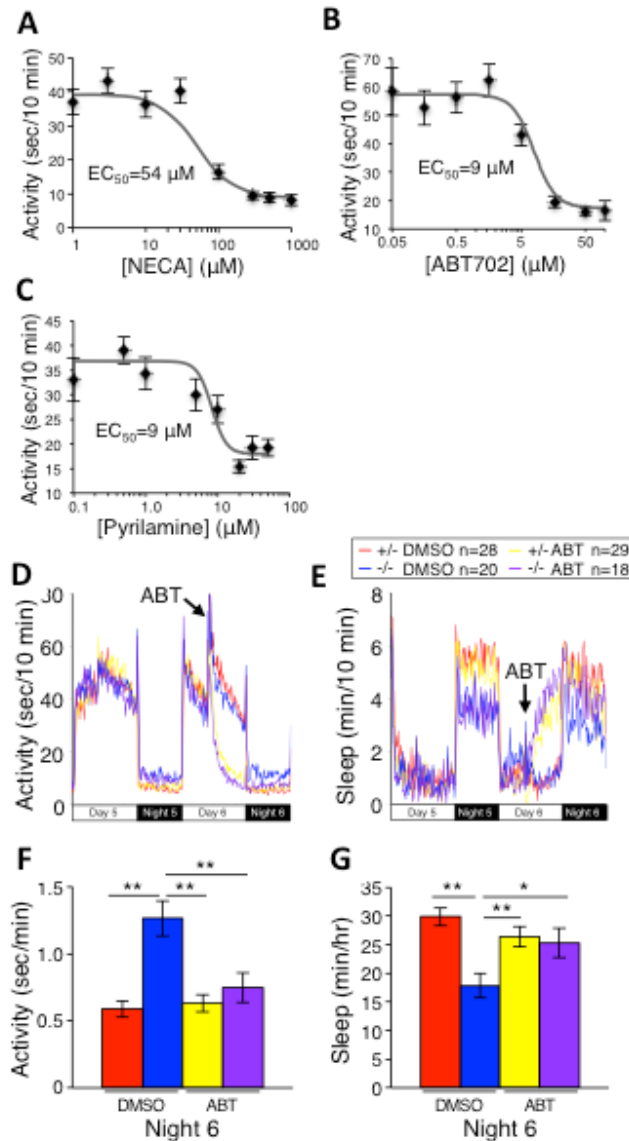 A
Activity (sec/10 min)
50
40
30
20
10
0
EC50=54 µM
1
10
100
1000
[NECA] (µM)
B
Activity (sec/10 min)
70
60
50
40
30
20
10
EC50=9 µM
0.05
0.5
5
50
[ABT702] (µM)
C
Activity (sec/10 min)
45
40
35
30
25
20
15
10
EC50=9 µM
0.1
1.0
10
100
[Pyrilamine] (µM)
+/- DMSO n=28 +/- ABT n=29
-/- DMSO n=20 -/- ABT n=18
D
Activity (sec/10 min)
80
60
40
20
0
ABT
Day 5 Night 5 Day 6 Night 6
E
Sleep (min/10 min)
8
6
4
2
0
ABT
Day 5 Night 5 Day 6 Night 6
F
Activity (sec/min)
1.5
1.0
0.5
0
**
** **
DMSO ABT
Night 6
G
Sleep (min/hr)
35
30
25
20
15
10
5
0
** *
**
DMSO ABT
Night 6